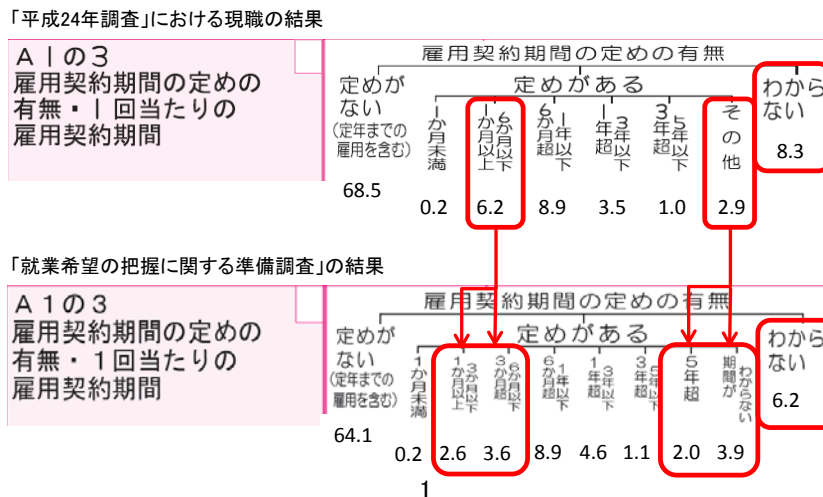 「平成24年調査」における現職の結果
A1の3
雇用契約期間の定めの
有無・1回当たりの
雇用契約期間
雇用契約期間の定めの有無
定めが
ない
(定年までの
雇用を含む)
定めがある
わから
ない
1か月未満
1か月以上
6か月以下
6か月超
1年以下
1年超
3年以下
3年超
5年以下
その他
68.5
0.2
6.2
8.9
3.5
1.0
2.9
8.3
「就業希望の把握に関する準備調査」の結果
A1の3
雇用契約期間の定めの
有無・1回当たりの
雇用契約期間
雇用契約期間の定めの有無
定めが
ない
(定年までの
雇用を含む)
定めがある
わから
ない
1か月未満
1か月以上
3か月以下
3か月超
6か月以下
6か月超
1年以下
1年超
3年以下
3年超
5年以下
5年超
期間が
わからない
64.1
0.2
2.6
3.6
8.9
4.6
1.1
2.0
3.9
6.2
1